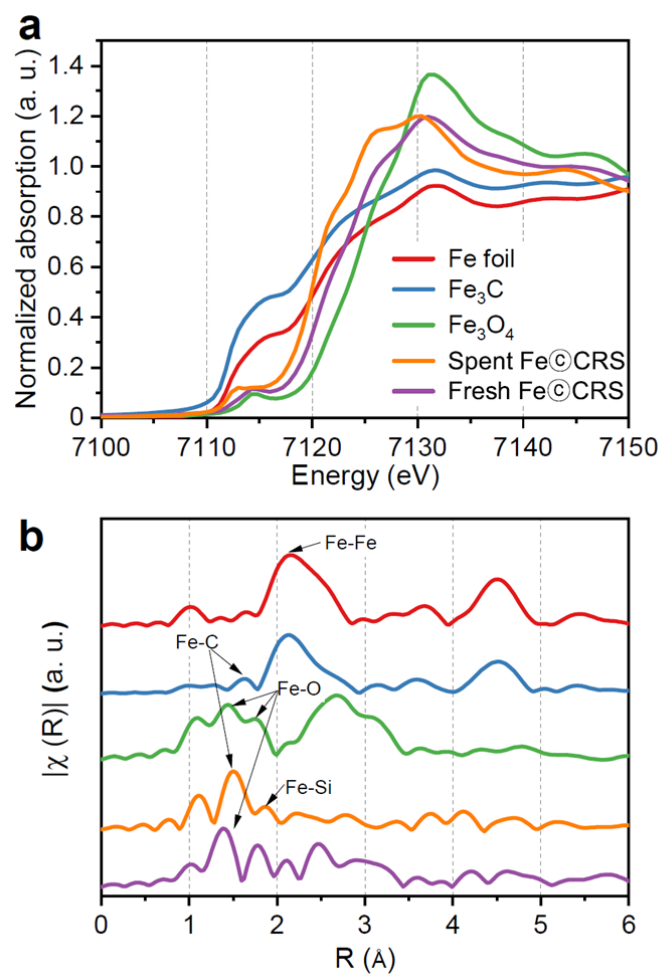 a
Normalized absorption (a. u.)
1.4
1.2
1.0
0.8
0.6
0.4
0.2
0
Fe foil
Fe₃C
Fe₃O₄
Spent FeⓒCRS
Fresh FeⓒCRS
7100 7110 7120 7130 7140 7150
Energy (eV)
b
|χ (R)| (a. u.)
Fe-Fe
Fe-C
Fe-O
Fe-Si
0 1 2 3 4 5 6
R (Å)